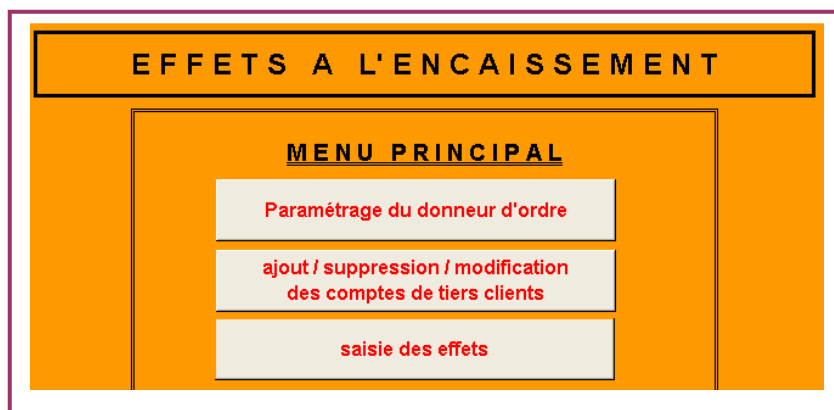 EFFETS A L'ENCAISSEMENT
MENU PRINCIPAL
Paramétrage du donneur d'ordre
ajout / suppression / modification
des comptes de tiers clients
saisie des effets